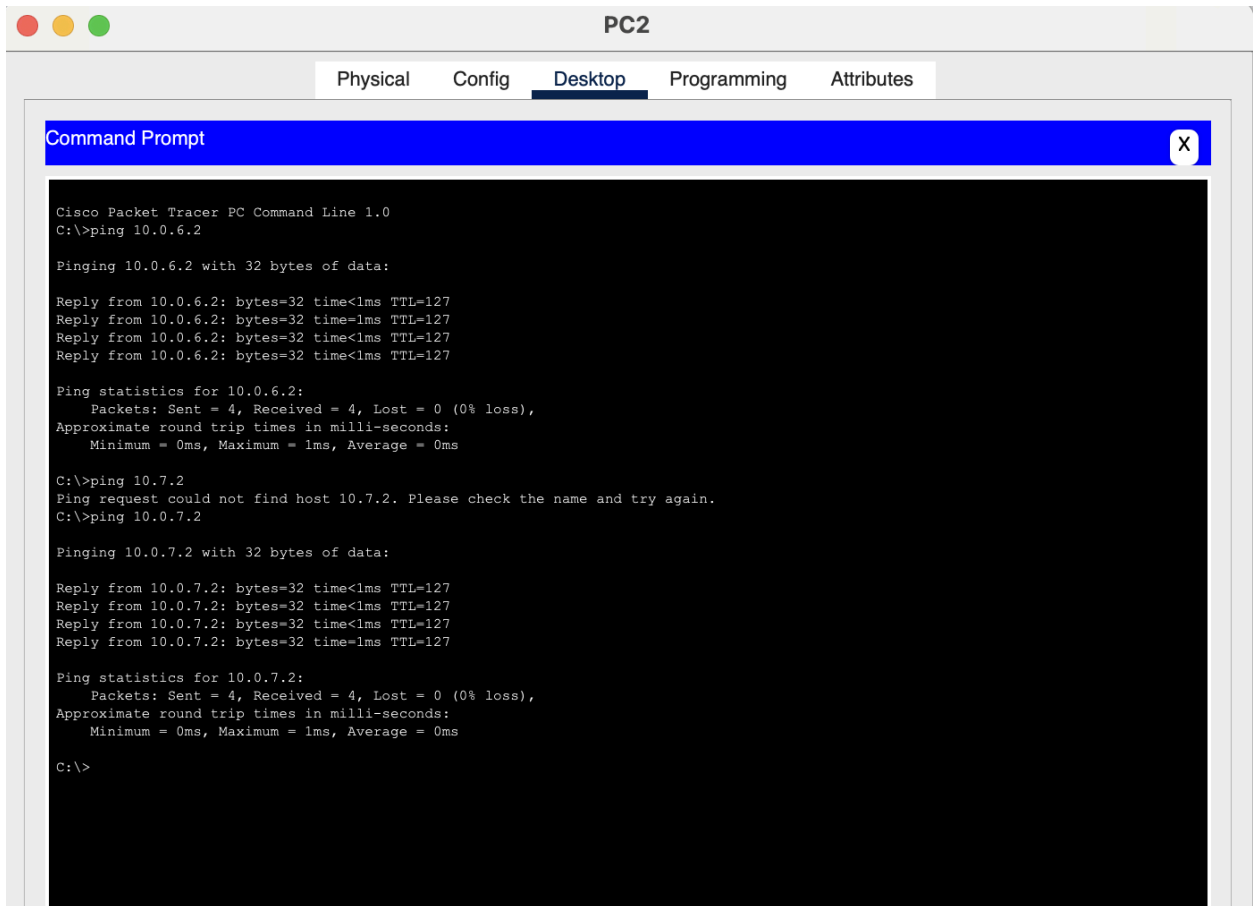 PC2
Physical Config Desktop Programming Attributes
Command Prompt
X
Cisco Packet Tracer PC Command Line 1.0
C:\>ping 10.0.6.2
Pinging 10.0.6.2 with 32 bytes of data:
Reply from 10.0.6.2: bytes=32 time<1ms TTL=127
Reply from 10.0.6.2: bytes=32 time=1ms TTL=127
Reply from 10.0.6.2: bytes=32 time<1ms TTL=127
Reply from 10.0.6.2: bytes=32 time<1ms TTL=127
Ping statistics for 10.0.6.2:
    Packets: Sent = 4, Received = 4, Lost = 0 (0% loss),
Approximate round trip times in milli-seconds:
    Minimum = 0ms, Maximum = 1ms, Average = 0ms
C:\>ping 10.7.2
Ping request could not find host 10.7.2. Please check the name and try again.
C:\>ping 10.0.7.2
Pinging 10.0.7.2 with 32 bytes of data:
Reply from 10.0.7.2: bytes=32 time<1ms TTL=127
Reply from 10.0.7.2: bytes=32 time<1ms TTL=127
Reply from 10.0.7.2: bytes=32 time<1ms TTL=127
Reply from 10.0.7.2: bytes=32 time=1ms TTL=127
Ping statistics for 10.0.7.2:
    Packets: Sent = 4, Received = 4, Lost = 0 (0% loss),
Approximate round trip times in milli-seconds:
    Minimum = 0ms, Maximum = 1ms, Average = 0ms
C:\>